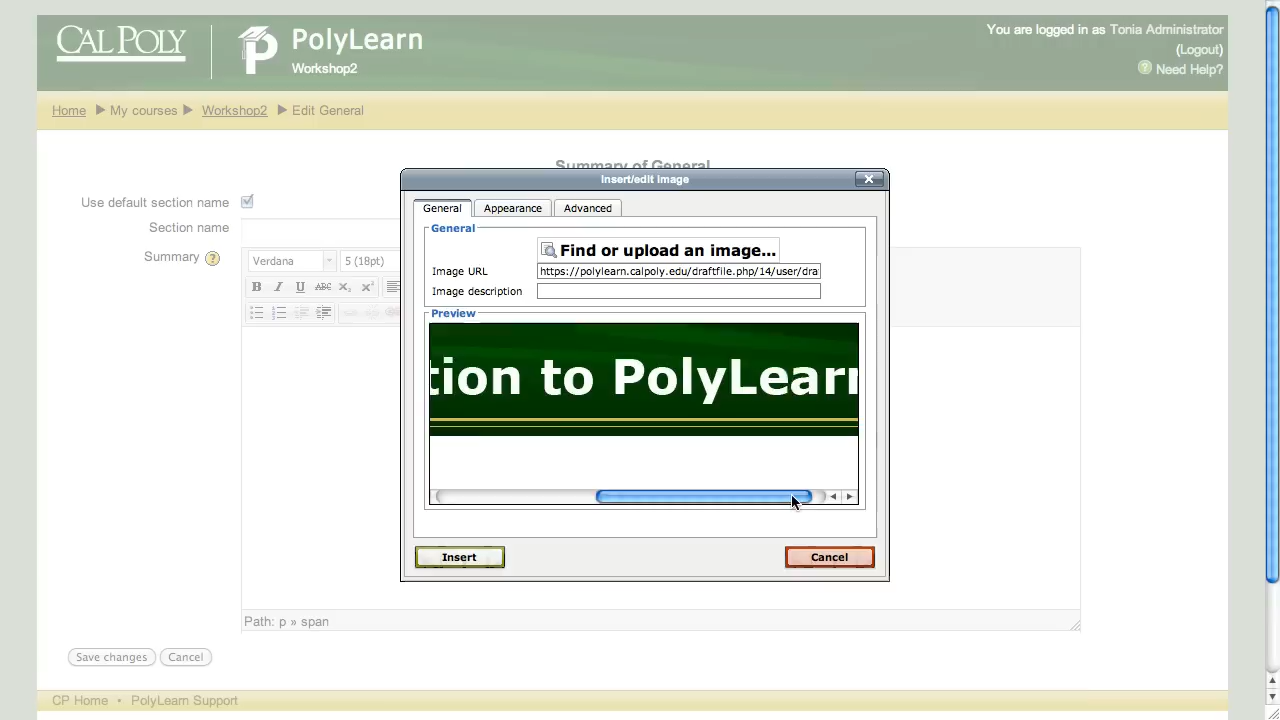 CAL POLY
PolyLearn
Workshop2
You are logged in as Tonia Administrator
(Logout)
Need Help?
Home My courses Workshop2 Edit General
Summary of General
Use default section name
Section name
Summary
Verdana 5 (18pt)
B I U ABC X₂ X²
Insert/edit image
General Appearance Advanced
General
Find or upload an image...
Image URL https://polylearn.calpoly.edu/draftfile.php/14/user/dra
Image description
Preview
tion to PolyLearn
Insert Cancel
Path: p » span
Save changes Cancel
CP Home • PolyLearn Support